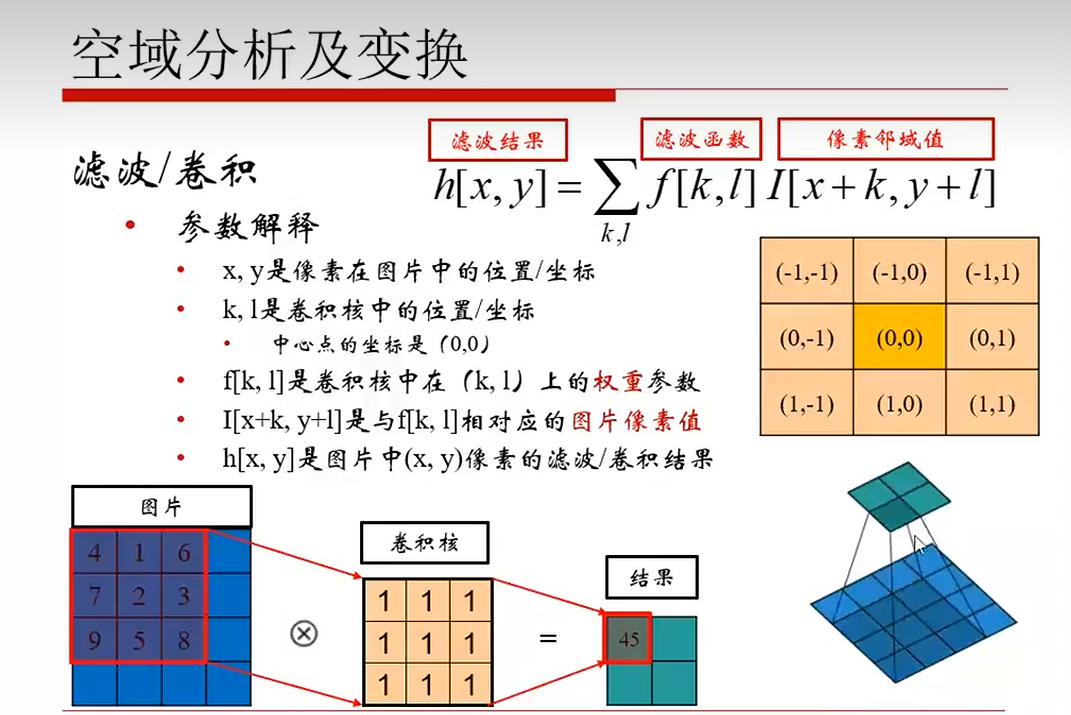 空域分析及变换
滤波结果 滤波函数 像素邻域值
滤波/卷积
h[x, y] = ∑ f[k,l] I[x+k, y+l]
k,l
• 参数解释
• x, y是像素在图片中的位置/坐标
• k, l是卷积核中的位置/坐标
• 中心点的坐标是（0,0）
• f[k, l]是卷积核中在（k, l）上的权重参数
• I[x+k, y+l]是与f[k, l]相对应的图片像素值
• h[x, y]是图片中(x, y)像素的滤波/卷积结果
(-1,-1) (-1,0) (-1,1)
(0,-1) (0,0) (0,1)
(1,-1) (1,0) (1,1)
图片
4 1 6
7 2 3
9 5 8
⊗
卷积核
1 1 1
1 1 1
1 1 1
=
结果
45